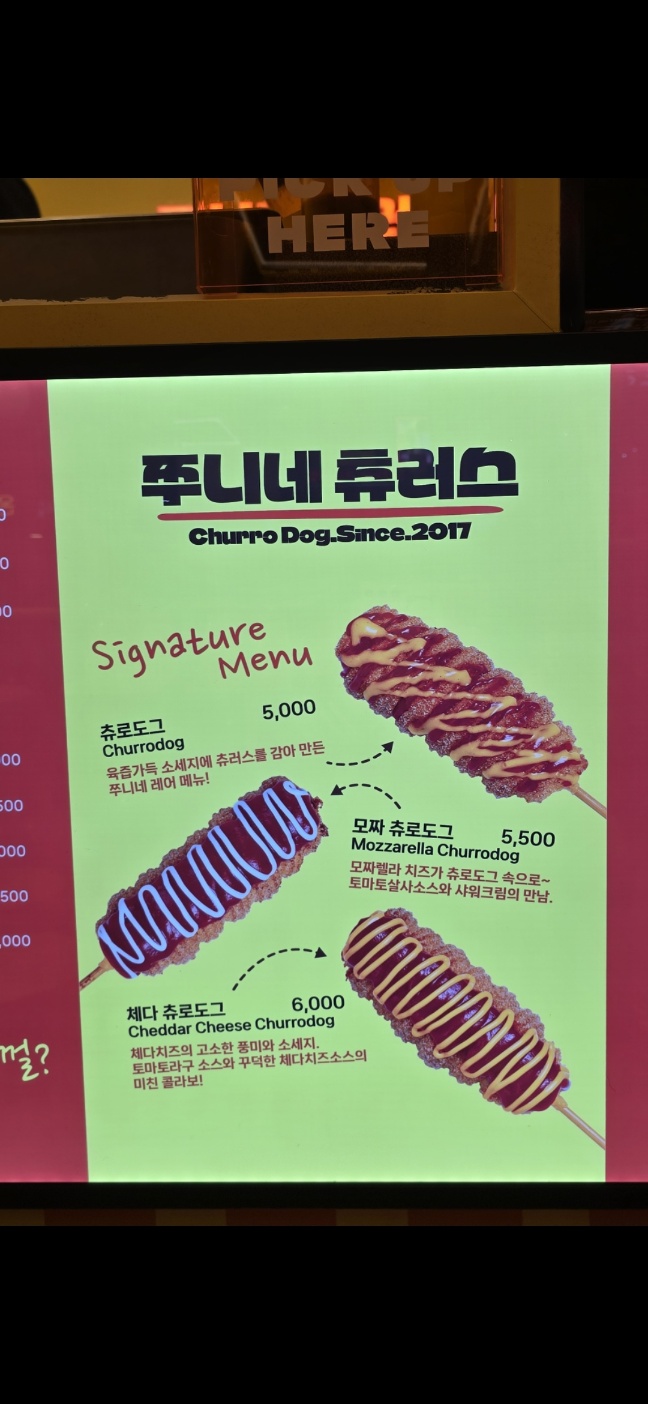 PICK UP
HERE
쭈니네 츄러스
Churro Dog.Since.2017
Signature
Menu
츄로도그 5,000
Churrodog
육즙가득 소세지에 츄러스를 감아 만든
쭈니네 레어 메뉴!
모짜 츄로도그 5,500
Mozzarella Churrodog
모짜렐라 치즈가 츄로도그 속으로~
토마토살사소스와 샤워크림의 만남.
체다 츄로도그 6,000
Cheddar Cheese Churrodog
체다치즈의 고소한 풍미와 소세지.
토마토라구 소스와 꾸덕한 체다치즈소스의
미친 콜라보!